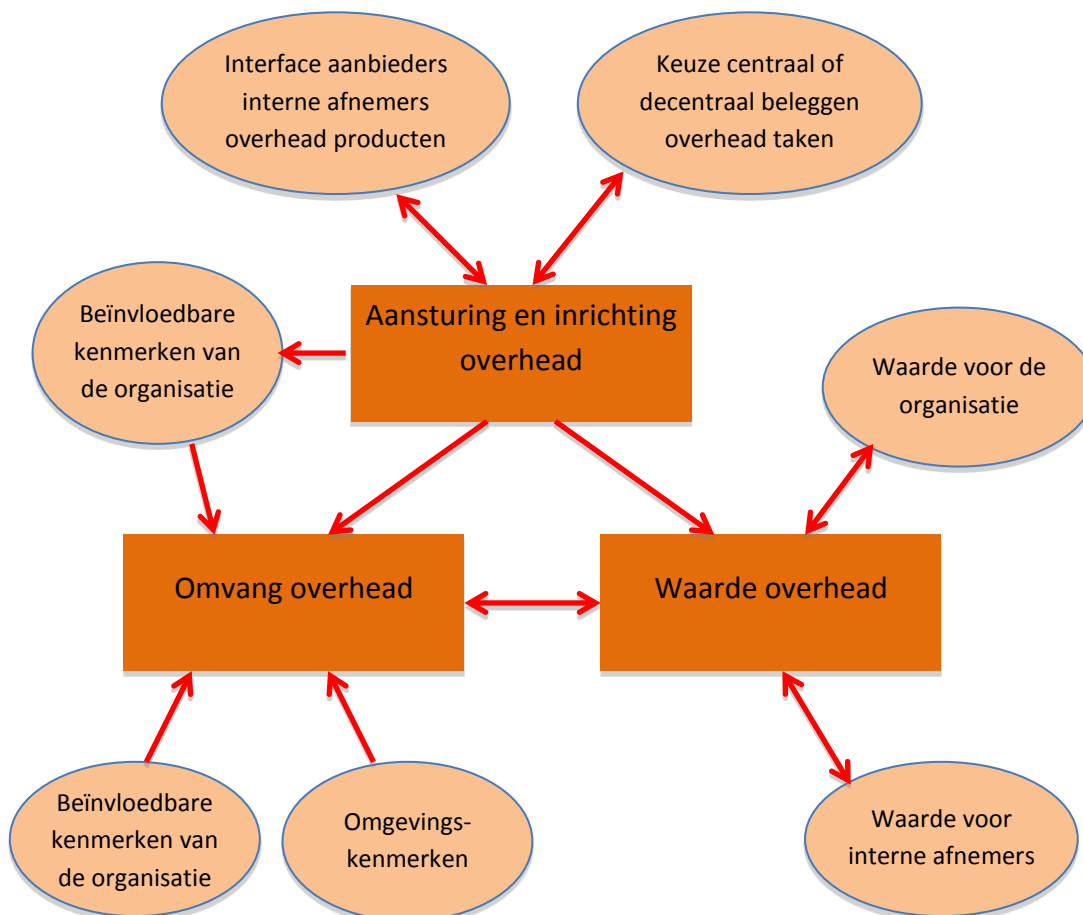 Interface aanbieders
interne afnemers
overhead producten
Keuze centraal of
decentraal beleggen
overhead taken
Aansturing en inrichting
overhead
Beïnvloedbare
kenmerken van
de organisatie
Waarde voor de
organisatie
Omvang overhead
Waarde overhead
Beïnvloedbare
kenmerken van
de organisatie
Omgevings-
kenmerken
Waarde voor
interne afnemers